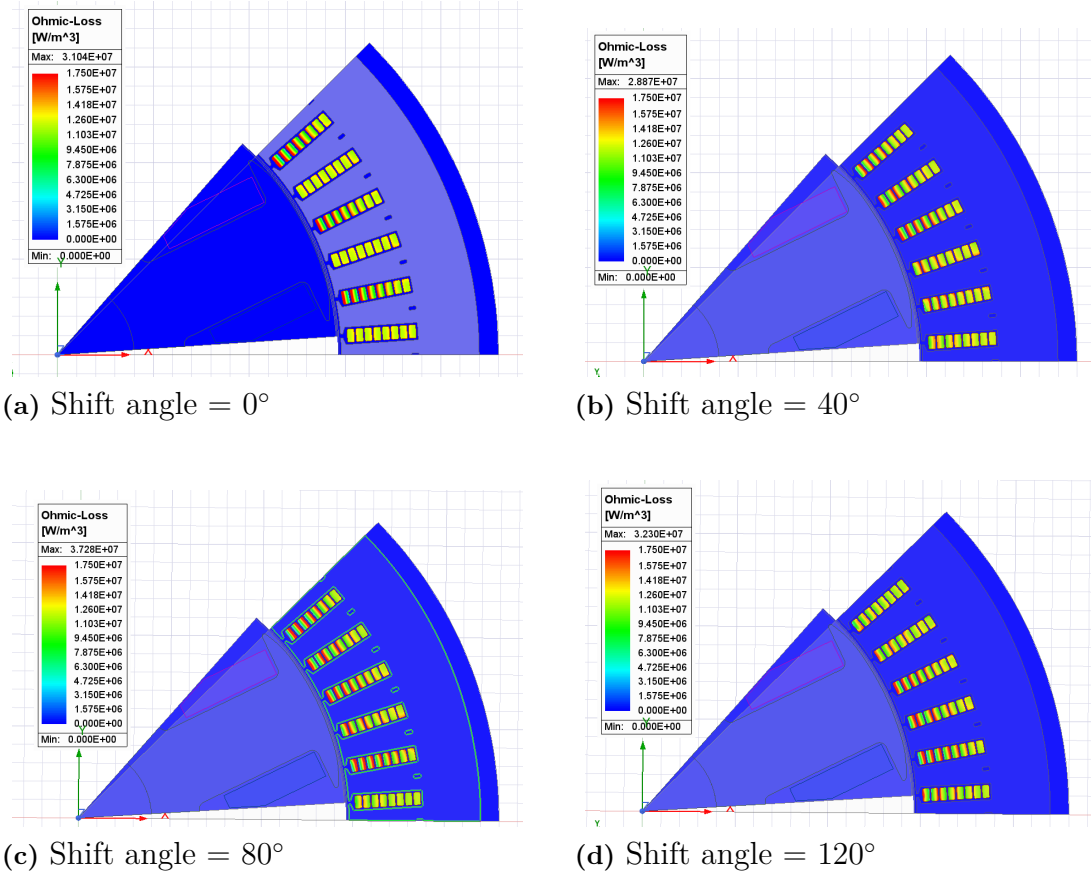 Ohmic-Loss
[W/m^3]
Max: 3.104E+07
1.750E+07
1.575E+07
1.418E+07
1.260E+07
1.103E+07
9.450E+06
7.875E+06
6.300E+06
4.725E+06
3.150E+06
1.575E+06
0.000E+00
Min: 0.000E+00
Y
X
(a) Shift angle = 0°
Ohmic-Loss
[W/m^3]
Max: 2.887E+07
1.750E+07
1.575E+07
1.418E+07
1.260E+07
1.103E+07
9.450E+06
7.875E+06
6.300E+06
4.725E+06
3.150E+06
1.575E+06
0.000E+00
Min: 0.000E+00
Y
X
Y
(b) Shift angle = 40°
Ohmic-Loss
[W/m^3]
Max: 3.728E+07
1.750E+07
1.575E+07
1.418E+07
1.260E+07
1.103E+07
9.450E+06
7.875E+06
6.300E+06
4.725E+06
3.150E+06
1.575E+06
0.000E+00
Min: 0.000E+00
Y
X
(c) Shift angle = 80°
Ohmic-Loss
[W/m^3]
Max: 3.230E+07
1.750E+07
1.575E+07
1.418E+07
1.260E+07
1.103E+07
9.450E+06
7.875E+06
6.300E+06
4.725E+06
3.150E+06
1.575E+06
0.000E+00
Min: 0.000E+00
Y
X
Y
(d) Shift angle = 120°